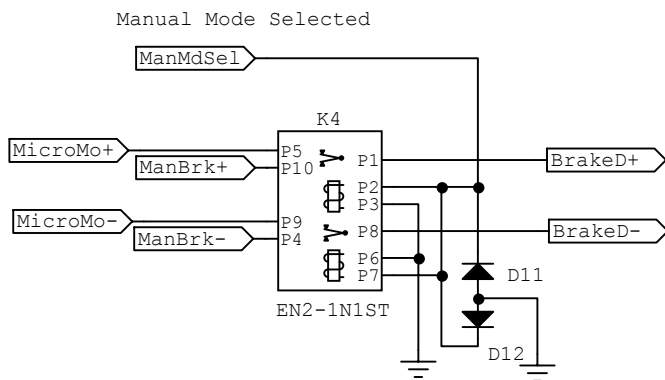 Manual Mode Selected
ManMdSel
K4
MicroMo+
P5
P1
BrakeD+
ManBrk+
P10
P2
P3
MicroMo-
P9
P8
BrakeD-
ManBrk-
P4
P6
P7
D11
EN2-1N1ST
D12